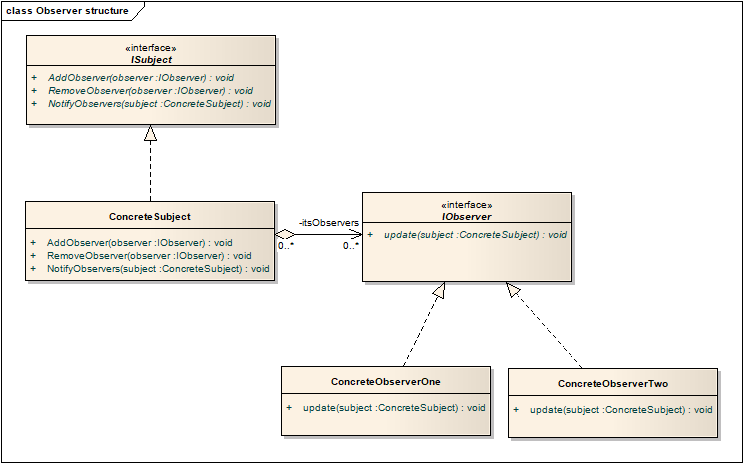 class Observer structure
«interface»
ISubject
+ AddObserver(observer :IObserver) : void
+ RemoveObserver(observer :IObserver) : void
+ NotifyObservers(subject :ConcreteSubject) : void
ConcreteSubject
+ AddObserver(observer :IObserver) : void
+ RemoveObserver(observer :IObserver) : void
+ NotifyObservers(subject :ConcreteSubject) : void
-itsObservers
0..*
0..*
«interface»
IObserver
+ update(subject :ConcreteSubject) : void
ConcreteObserverOne
+ update(subject :ConcreteSubject) : void
ConcreteObserverTwo
+ update(subject :ConcreteSubject) : void